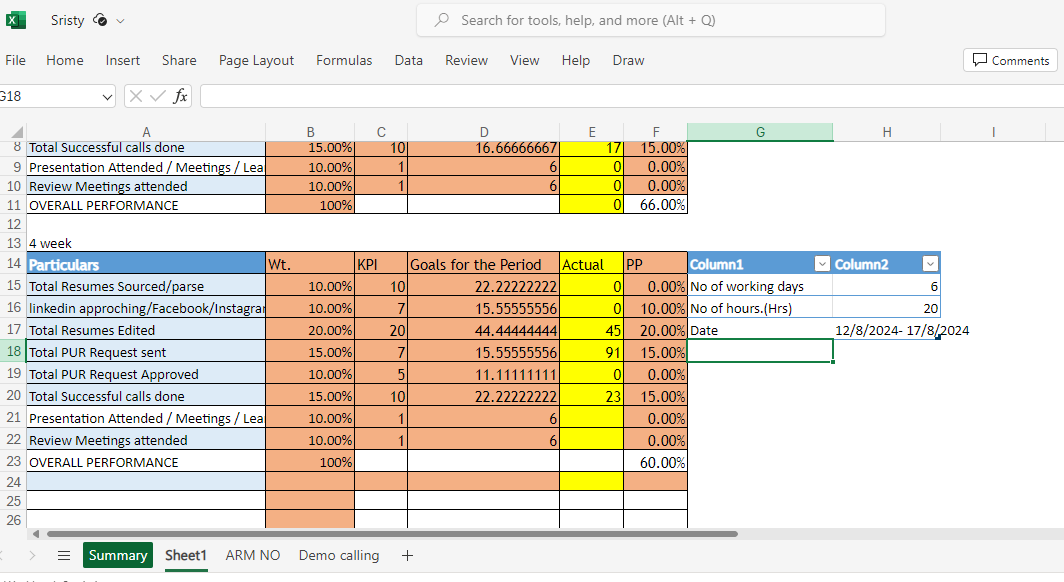 Sristy
Search for tools, help, and more (Alt + Q)
File Home Insert Share Page Layout Formulas Data Review View Help Draw Comments
G18 fx
A B C D E F G H I
8 Total Successful calls done 15.00% 10 16.66666667 17 15.00%
9 Presentation Attended / Meetings / Lea 10.00% 1 6 0 0.00%
10 Review Meetings attended 10.00% 1 6 0 0.00%
11 OVERALL PERFORMANCE 100% 0 66.00%
12
13 4 week
14 Particulars Wt. KPI Goals for the Period Actual PP Column1 Column2
15 Total Resumes Sourced/parse 10.00% 10 22.22222222 0 0.00% No of working days 6
16 linkedin approching/Facebook/Instagrar 10.00% 7 15.55555556 0 10.00% No of hours.(Hrs) 20
17 Total Resumes Edited 20.00% 20 44.44444444 45 20.00% Date 12/8/2024- 17/8/2024
18 Total PUR Request sent 15.00% 7 15.55555556 91 15.00%
19 Total PUR Request Approved 10.00% 5 11.11111111 0 0.00%
20 Total Successful calls done 15.00% 10 22.22222222 23 15.00%
21 Presentation Attended / Meetings / Lea 10.00% 1 6 0.00%
22 Review Meetings attended 10.00% 1 6 0.00%
23 OVERALL PERFORMANCE 100% 60.00%
24
25
26
Summary Sheet1 ARM NO Demo calling +